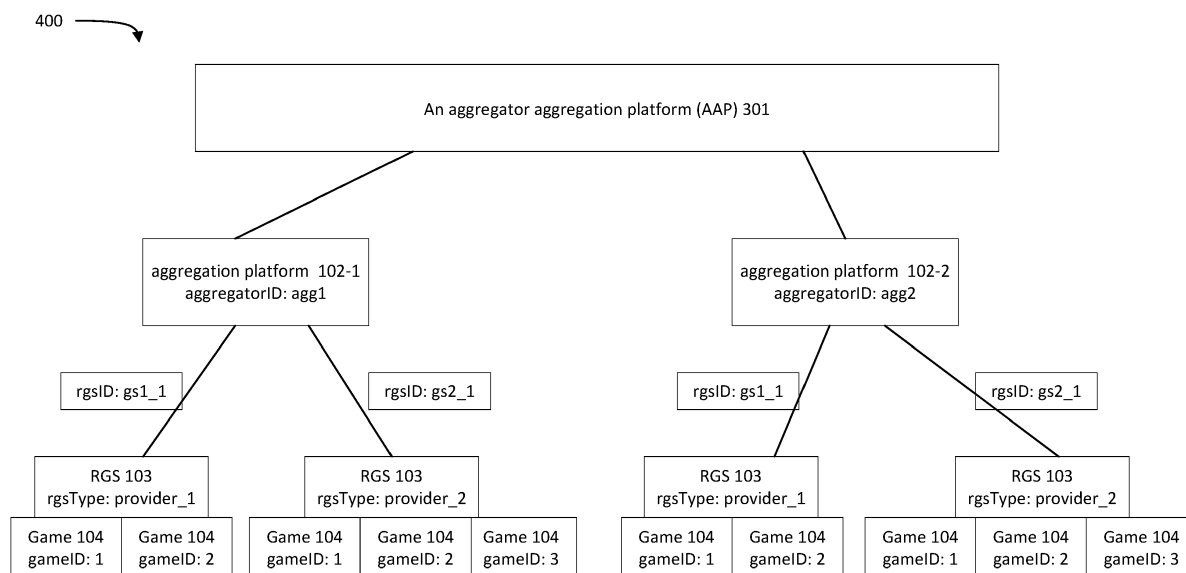 400
An aggregator aggregation platform (AAP) 301
aggregation platform 102-1
aggregatorID: agg1
aggregation platform 102-2
aggregatorID: agg2
rgsID: gs1_1
rgsID: gs2_1
rgsID: gs1_1
rgsID: gs2_1
RGS 103
rgsType: provider_1
RGS 103
rgsType: provider_2
RGS 103
rgsType: provider_1
RGS 103
rgsType: provider_2
Game 104
gameID: 1
Game 104
gameID: 2
Game 104
gameID: 1
Game 104
gameID: 2
Game 104
gameID: 3
Game 104
gameID: 1
Game 104
gameID: 2
Game 104
gameID: 1
Game 104
gameID: 2
Game 104
gameID: 3